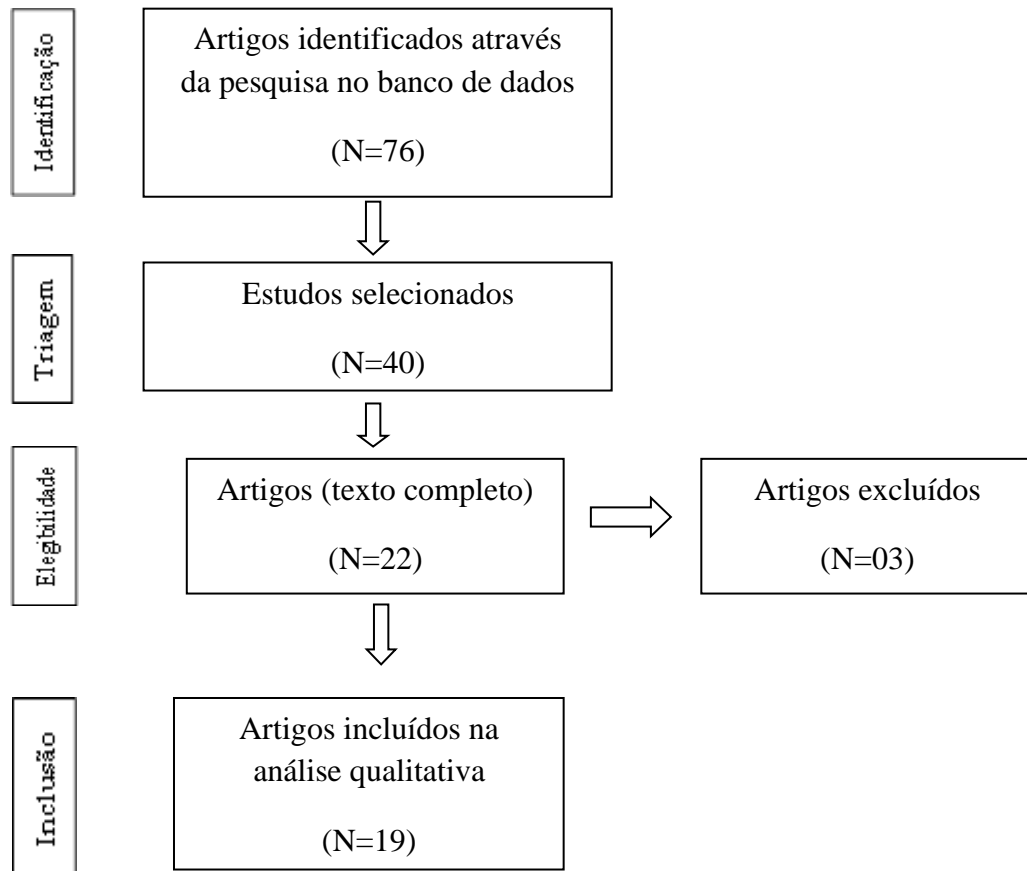 Identificação
Artigos identificados através
da pesquisa no banco de dados
(N=76)
Triagem
Estudos selecionados
(N=40)
Elegibilidade
Artigos (texto completo)
(N=22)
Artigos excluídos
(N=03)
Inclusão
Artigos incluídos na
análise qualitativa
(N=19)